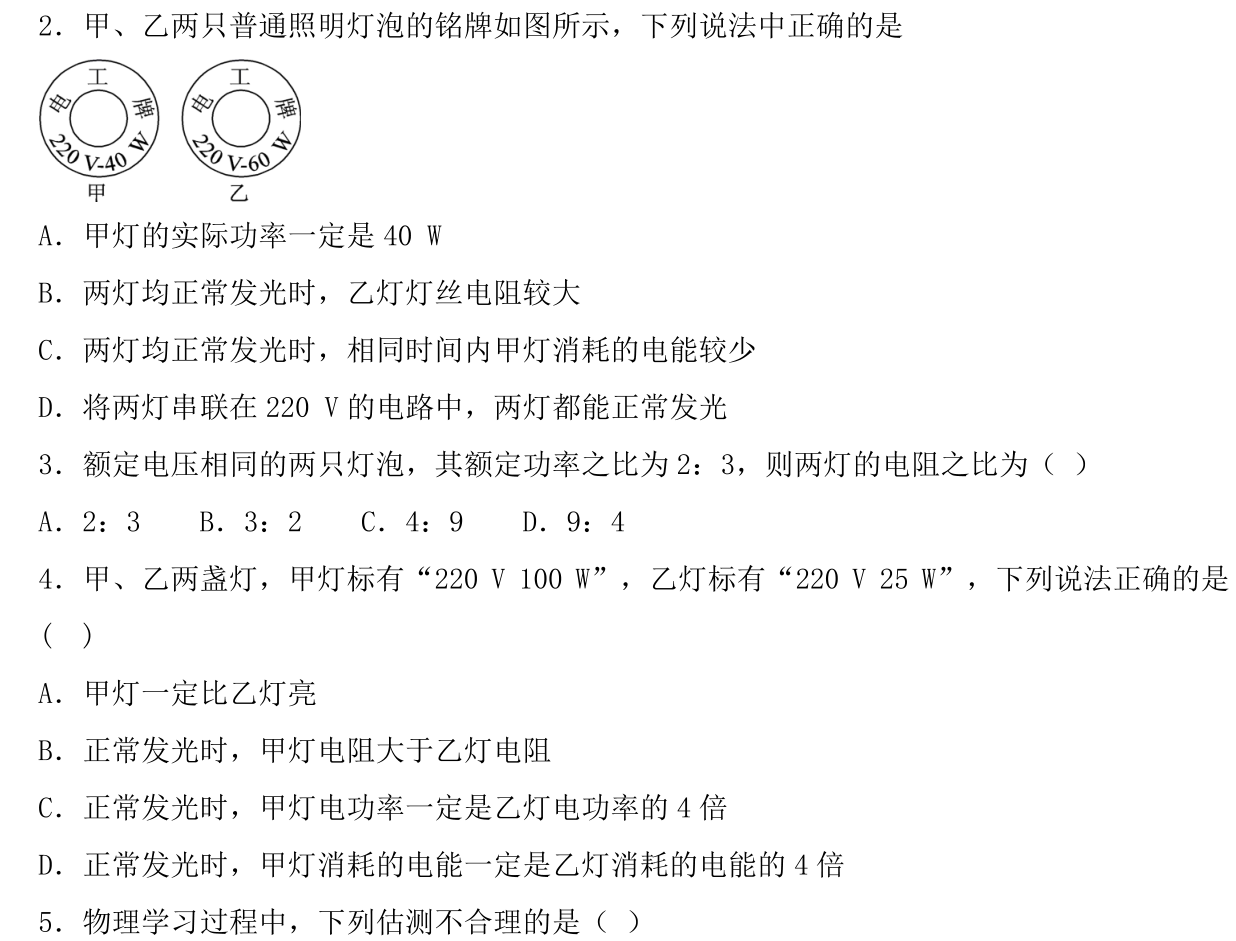 2. 甲、乙两只普通照明灯泡的铭牌如图所示，下列说法中正确的是
电 工 牌
220 V-40 W
甲
电 工 牌
220 V-60 W
乙
A. 甲灯的实际功率一定是 40 W
B. 两灯均正常发光时，乙灯灯丝电阻较大
C. 两灯均正常发光时，相同时间内甲灯消耗的电能较少
D. 将两灯串联在 220 V 的电路中，两灯都能正常发光
3. 额定电压相同的两只灯泡，其额定功率之比为 2：3，则两灯的电阻之比为（ ）
A. 2：3 B. 3：2 C. 4：9 D. 9：4
4. 甲、乙两盏灯，甲灯标有“220 V 100 W”，乙灯标有“220 V 25 W”，下列说法正确的是
( )
A. 甲灯一定比乙灯亮
B. 正常发光时，甲灯电阻大于乙灯电阻
C. 正常发光时，甲灯电功率一定是乙灯电功率的 4 倍
D. 正常发光时，甲灯消耗的电能一定是乙灯消耗的电能的 4 倍
5. 物理学习过程中，下列估测不合理的是（ ）